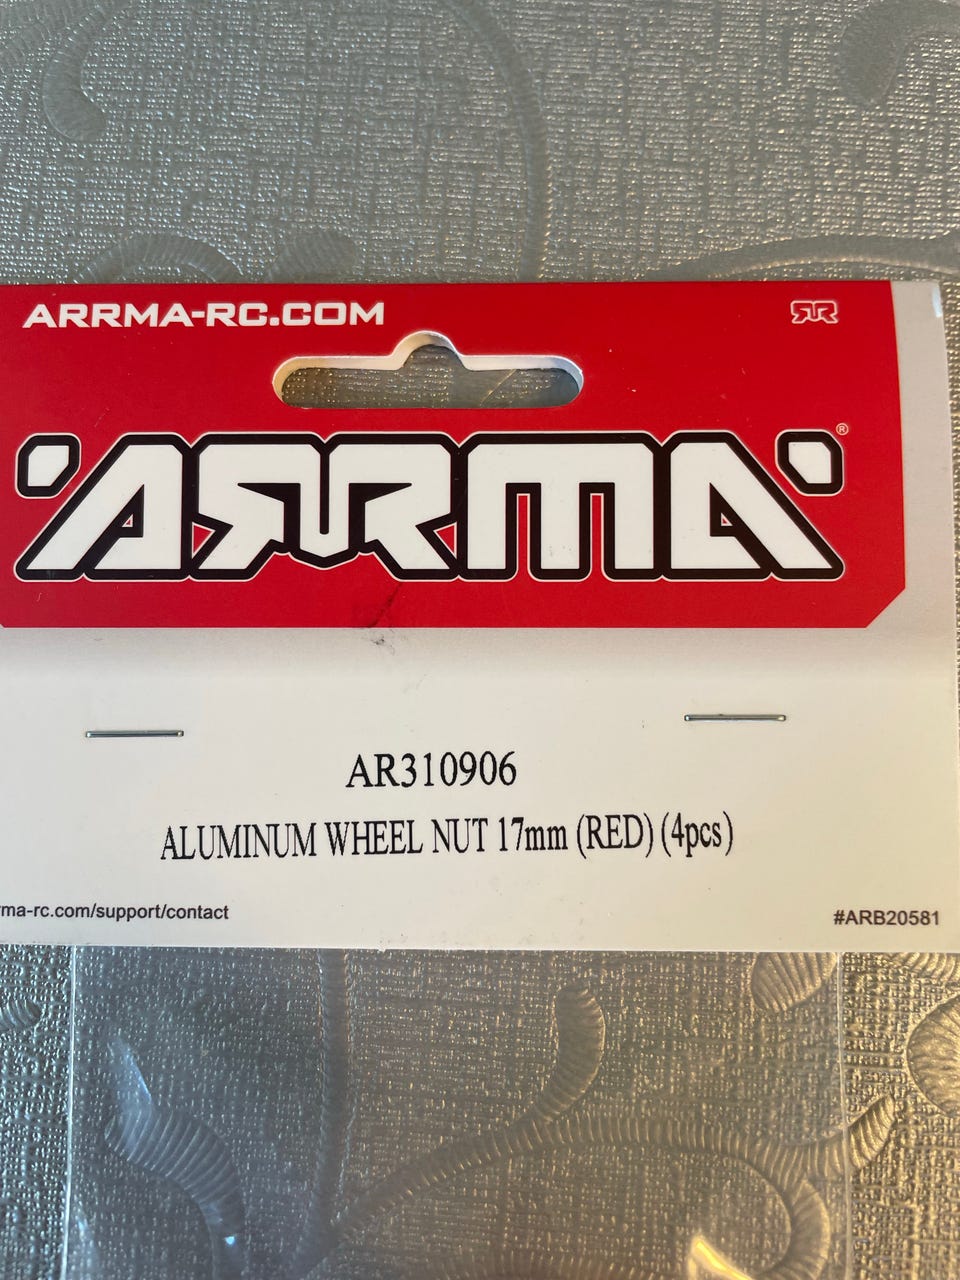 ARRMA-RC.COM
ARRMA®
AR310906
ALUMINUM WHEEL NUT 17mm (RED) (4pcs)
rma-rc.com/support/contact
#ARB20581